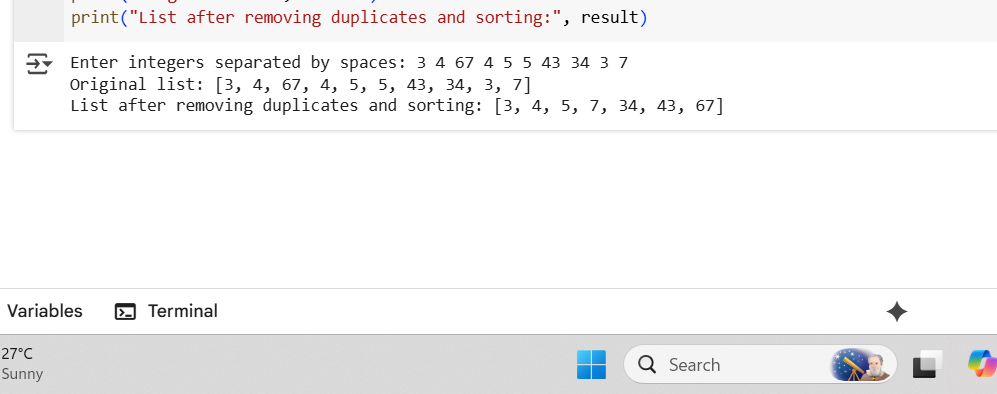 print("List after removing duplicates and sorting:", result)
Enter integers separated by spaces: 3 4 67 4 5 5 43 34 3 7
Original list: [3, 4, 67, 4, 5, 5, 43, 34, 3, 7]
List after removing duplicates and sorting: [3, 4, 5, 7, 34, 43, 67]
Variables
Terminal
27°C
Sunny
Search